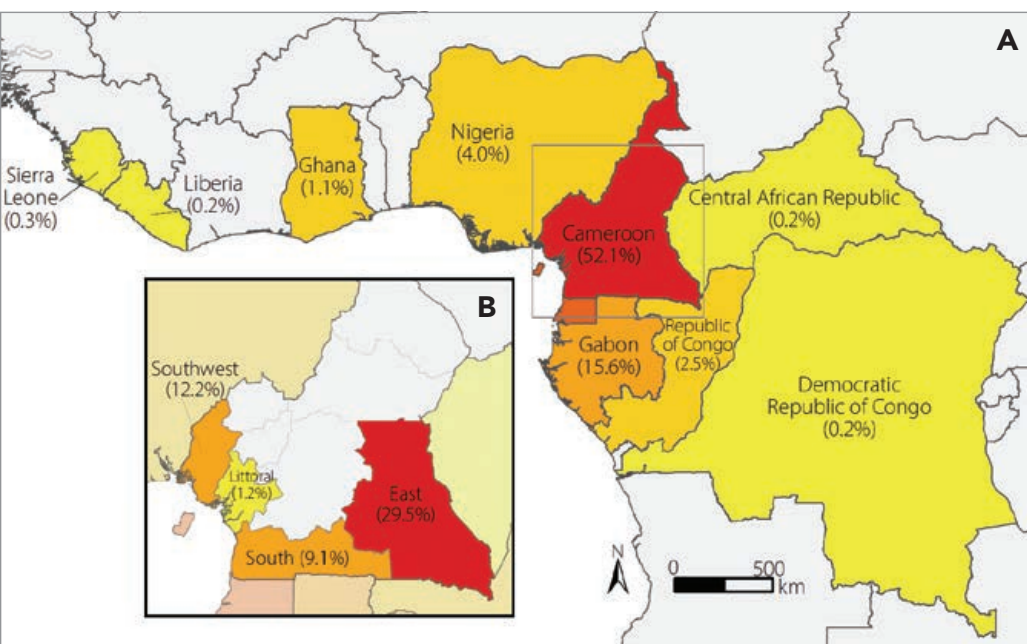 A
Nigeria
(4.0%)
Ghana
(1.1%)
Sierra
Leone
(0.3%)
Liberia
(0.2%)
Central African Republic
(0.2%)
Cameroon
(52.1%)
Republic
of Congo
(2.5%)
Gabon
(15.6%)
Democratic
Republic of Congo
(0.2%)
B
Southwest
(12.2%)
Littoral
(1.2%)
East
(29.5%)
South (9.1%)
N
0 500
km